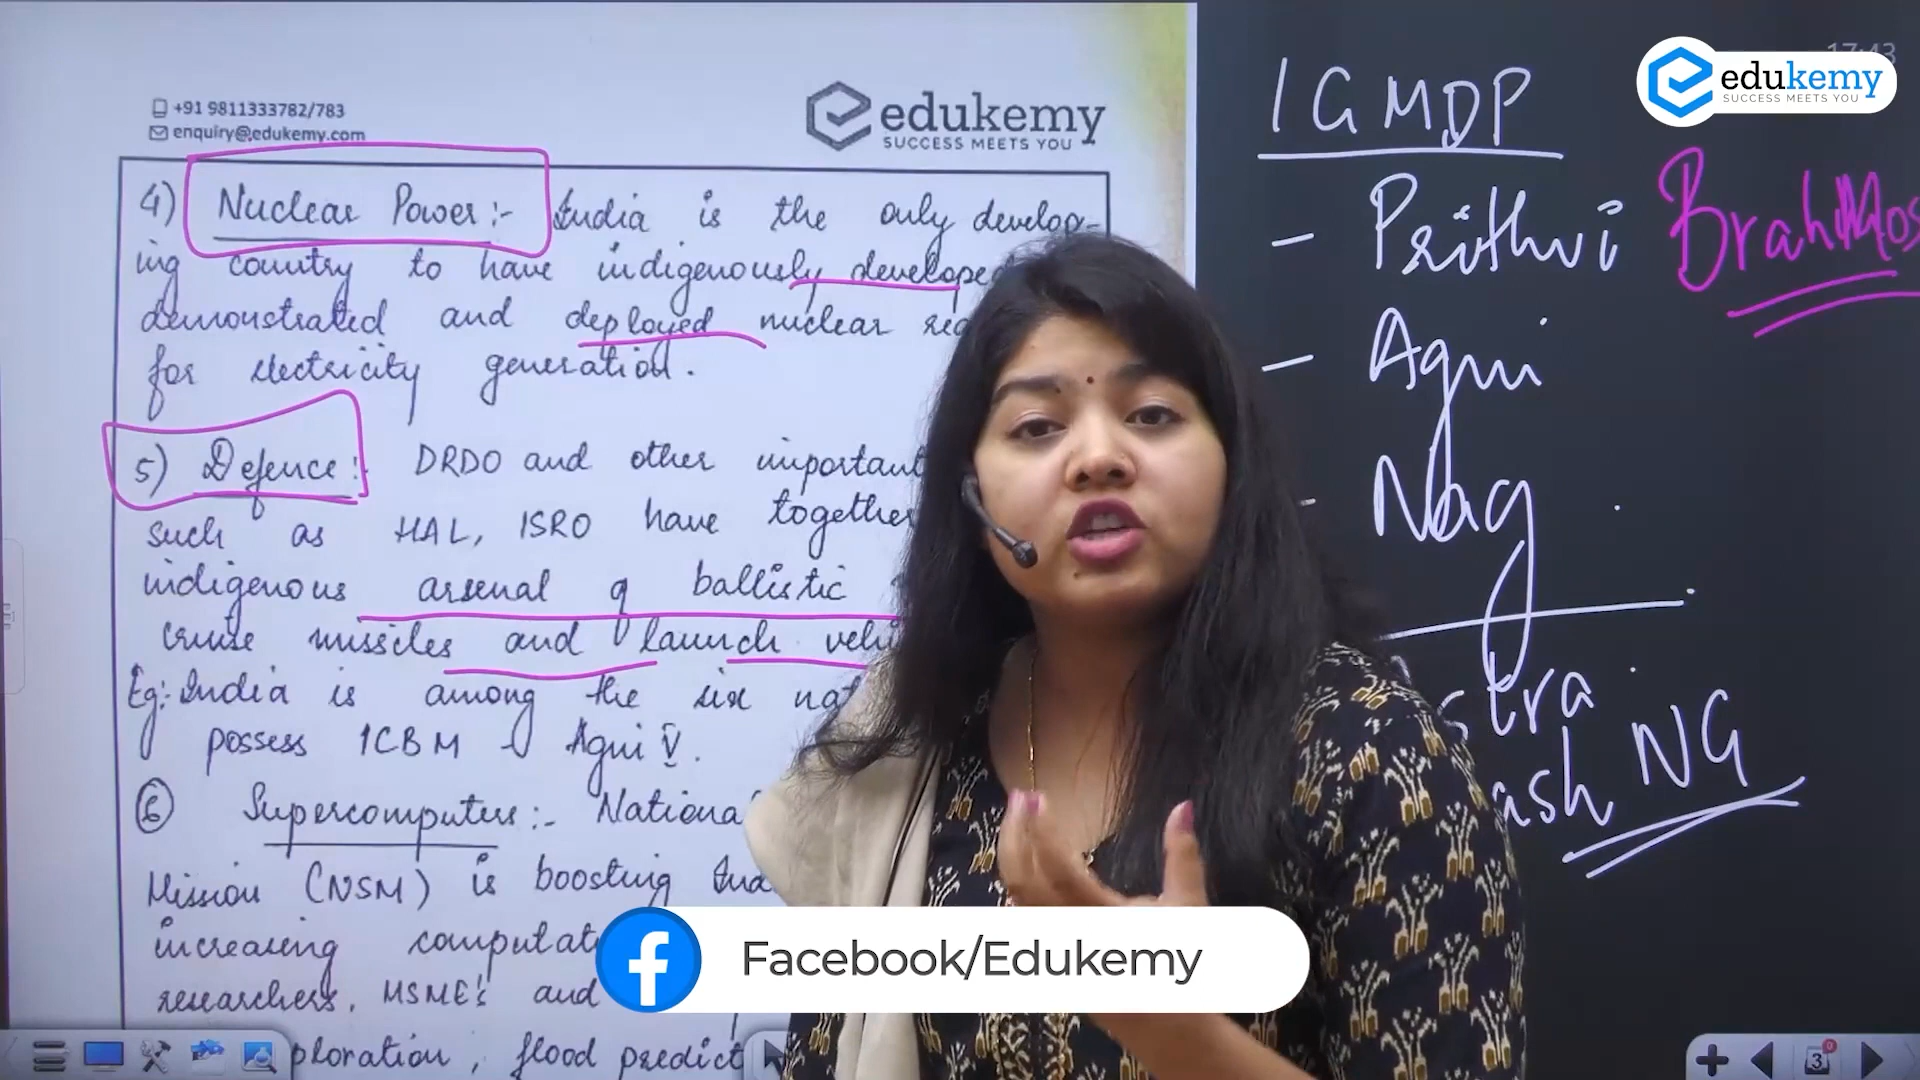 +91 9811333782/783
enquiry@edukemy.com
edukemy
SUCCESS MEETS YOU
4) Nuclear Power:- India is the only develop-
ing country to have indigenously
demonstrated and deployed nuclear
for electricity generation.
5) Defence: DRDO and other important
such as HAL, ISRO have together
indigenous arsenal of ballistic
cruise missiles and launch
Eg: India is among the six
possess ICBM - Agni V.
6 Supercomputers:- National
Mission (NSM) is boosting
increasing
researchers, MSME's and
flood
IGMDP
- Prithvi
BrahMos
- Agni
- Nag
NG
edukemy
SUCCESS MEETS YOU
Facebook/Edukemy
3